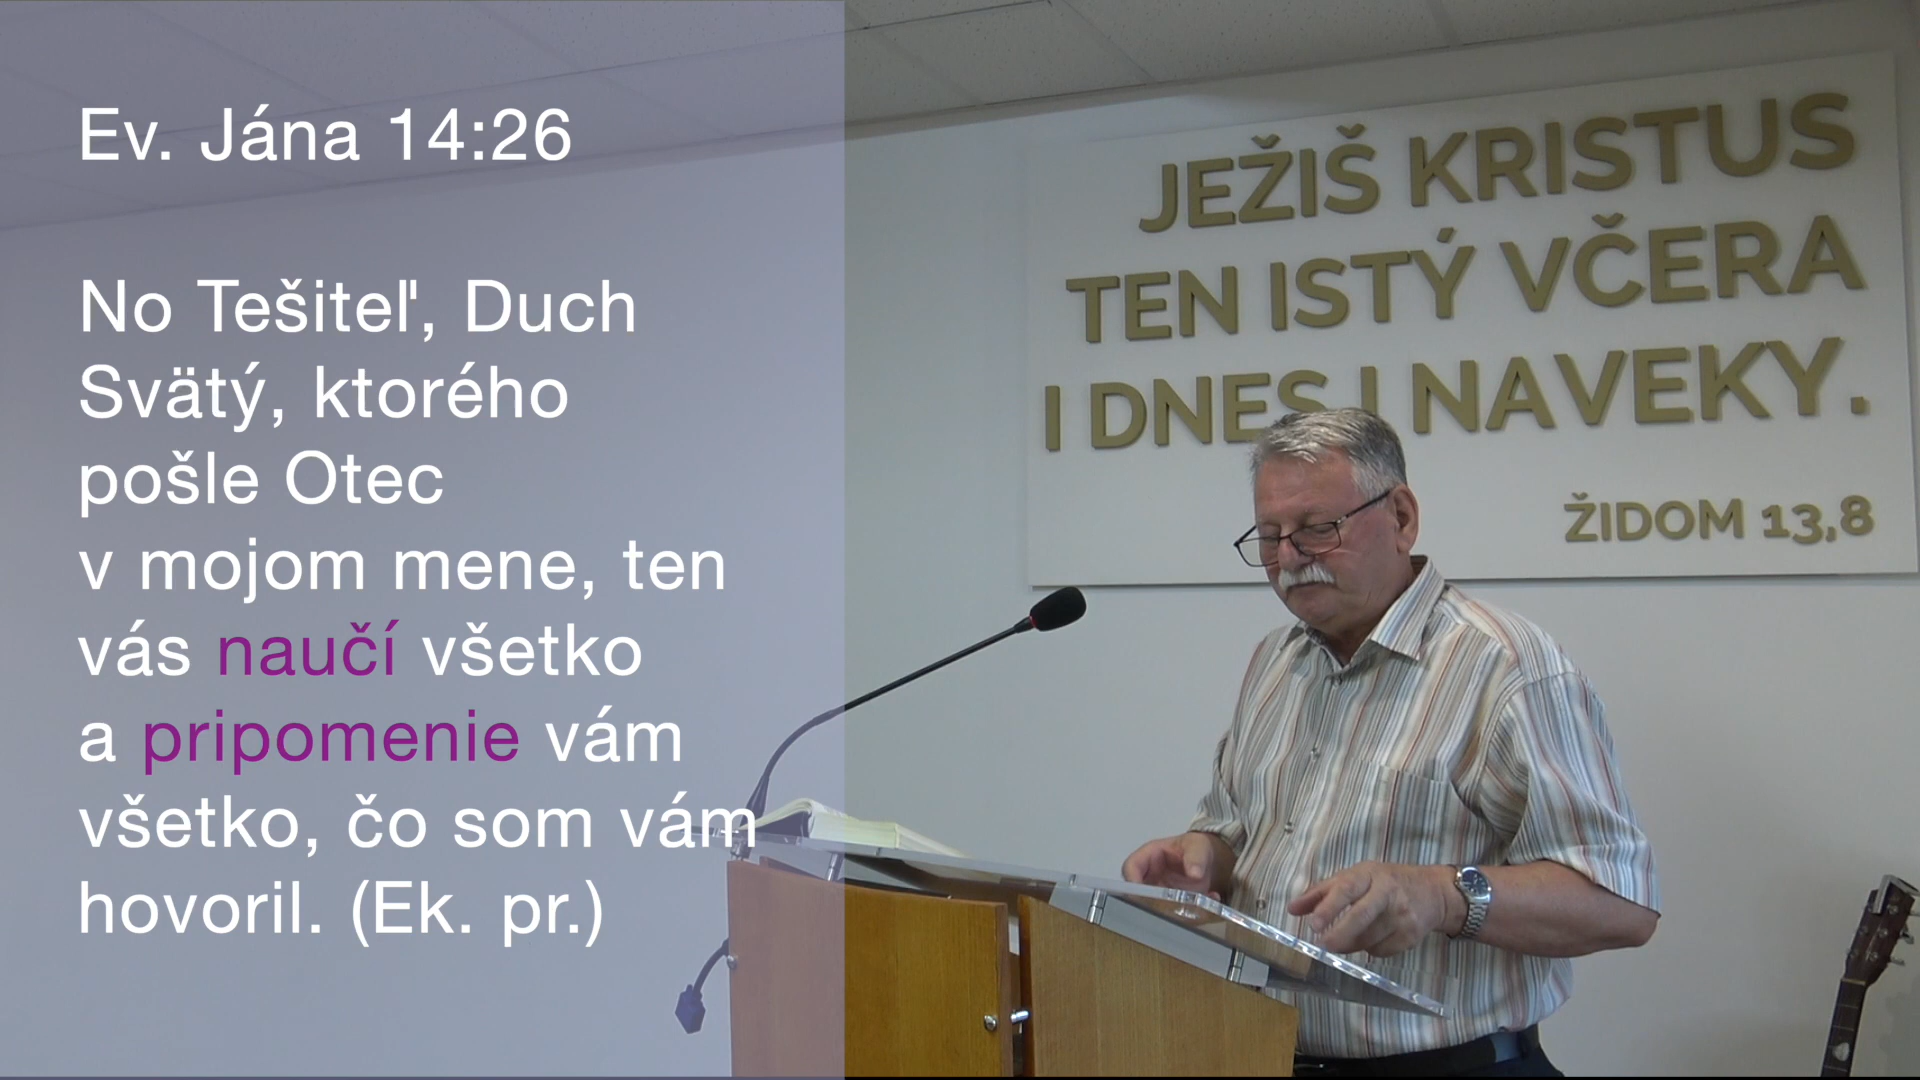 Ev. Jána 14:26
No Tešiteľ, Duch
Svätý, ktorého
pošle Otec
v mojom mene, ten
vás naučí všetko
a pripomenie vám
všetko, čo som vám
hovoril. (Ek. pr.)
JEŽIŠ KRISTUS
TEN ISTÝ VČERA
I DNES I NAVEKY.
ŽIDOM 13,8